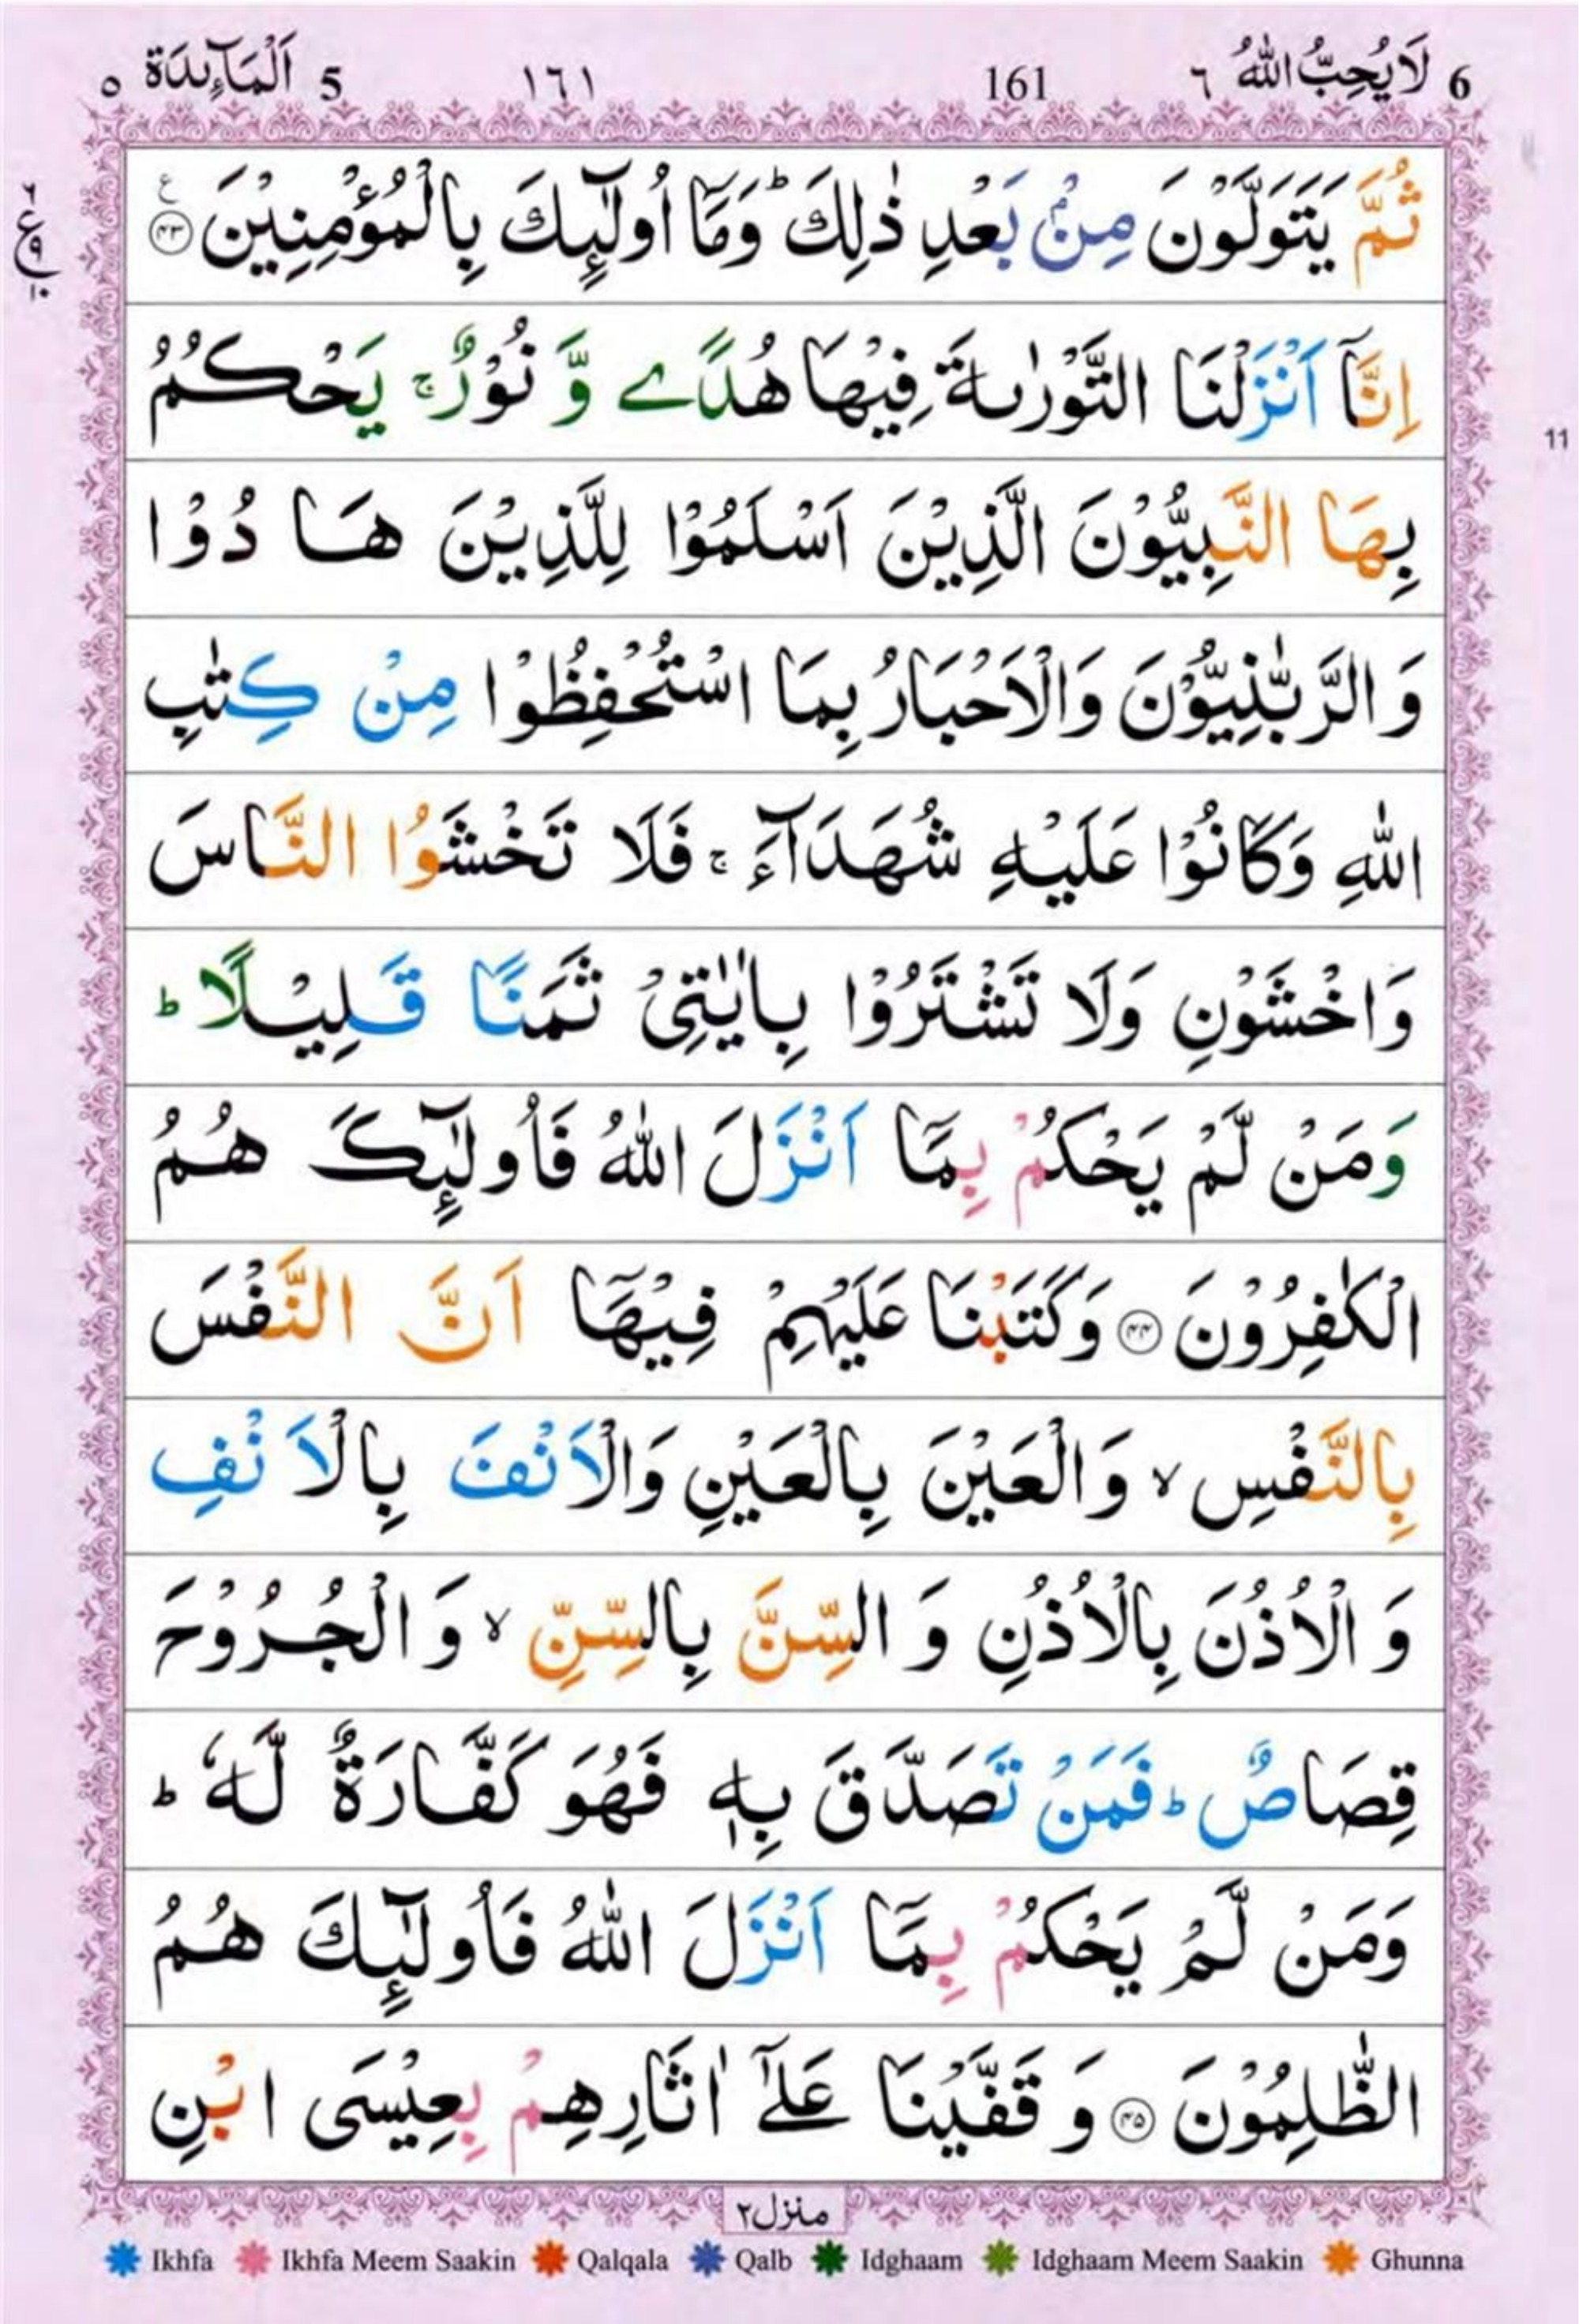 6 لَا يُحِبُّ اللّٰهُ ٦ 161 ١٦١ 5 اَلْمَآئِدَة ٥
ثُمَّ يَتَوَلَّوْنَ مِنْۢ بَعْدِ ذٰلِكَ ؕ وَمَاۤ اُولٰٓئِكَ بِالْمُؤْمِنِيْنَ ﴿۴۳﴾ ع
ع ٦ ٩ ١٠
اِنَّاۤ اَنْزَلْنَا التَّوْرٰىةَ فِيْهَا هُدًى وَّ نُوْرٌ ۚ يَحْكُمُ
11
بِهَا النَّبِيُّوْنَ الَّذِيْنَ اَسْلَمُوْا لِلَّذِيْنَ هَا دُوْا
وَ الرَّبّٰنِيُّوْنَ وَالْاَحْبَارُ بِمَا اسْتُحْفِظُوْا مِنْ كِتٰبِ
اللّٰهِ وَكَانُوْا عَلَيْهِ شُهَدَآءَ ۚ فَلَا تَخْشَوُا النَّاسَ
وَاخْشَوْنِ وَلَا تَشْتَرُوْا بِاٰيٰتِيْ ثَمَنًا قَلِيْلًا ؕ
وَمَنْ لَّمْ يَحْكُمْ بِمَاۤ اَنْزَلَ اللّٰهُ فَاُولٰٓئِكَ هُمُ
الْكٰفِرُوْنَ ﴿۴۴﴾ وَكَتَبْنَا عَلَيْهِمْ فِيْهَاۤ اَنَّ النَّفْسَ
بِالنَّفْسِ ۙ وَالْعَيْنَ بِالْعَيْنِ وَالْاَنْفَ بِالْاَنْفِ
وَ الْاُذُنَ بِالْاُذُنِ وَ السِّنَّ بِالسِّنِّ ۙ وَ الْجُرُوْحَ
قِصَاصٌ ؕ فَمَنْ تَصَدَّقَ بِهٖ فَهُوَ كَفَّارَةٌ لَّهٗ ؕ
وَمَنْ لَّمْ يَحْكُمْ بِمَاۤ اَنْزَلَ اللّٰهُ فَاُولٰٓئِكَ هُمُ
الظّٰلِمُوْنَ ﴿۴۵﴾ وَ قَفَّيْنَا عَلٰۤى اٰثَارِهِمْ بِعِيْسَى ابْنِ
منزل ٢
Ikhfa Ikhfa Meem Saakin Qalqala Qalb Idghaam Idghaam Meem Saakin Ghunna